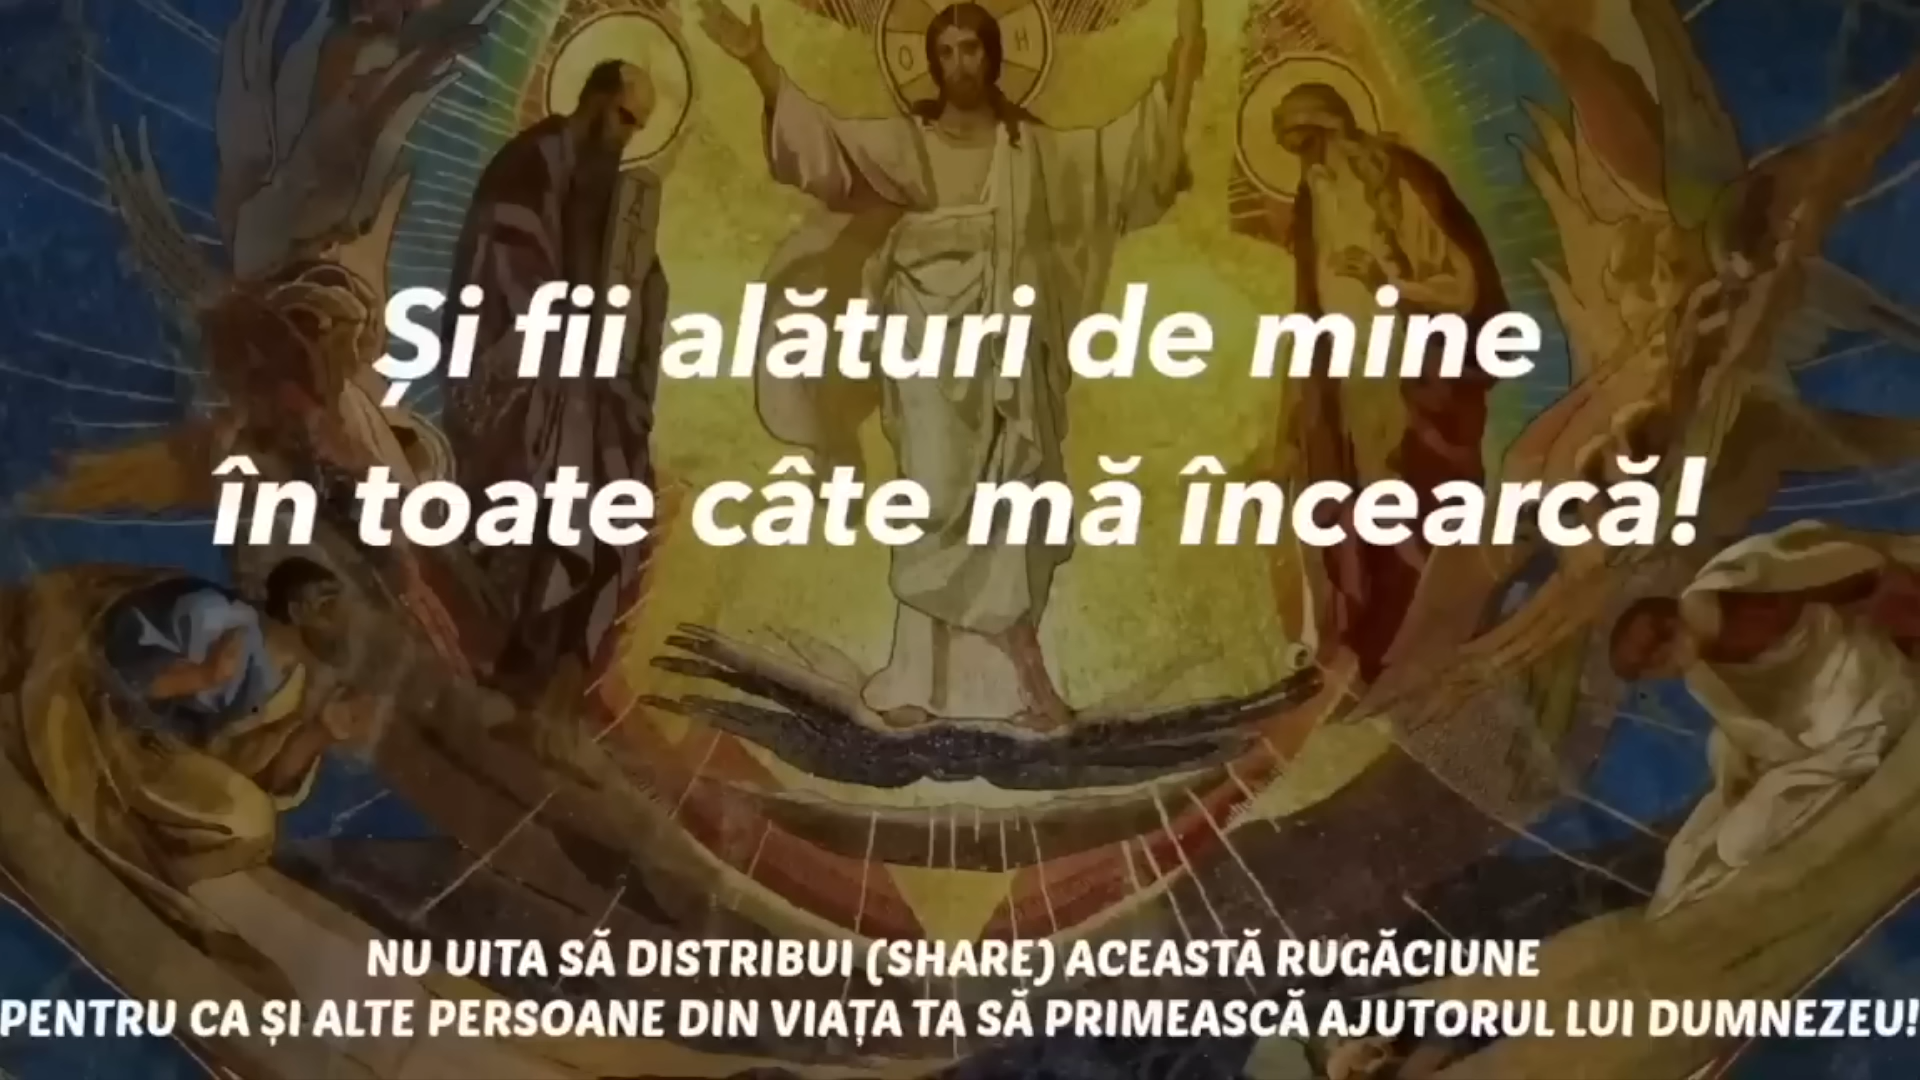 Și fii alături de mine
în toate câte mă încearcă!
NU UITA SĂ DISTRIBUI (SHARE) ACEASTĂ RUGĂCIUNE
PENTRU CA ȘI ALTE PERSOANE DIN VIAȚA TA SĂ PRIMEASCĂ AJUTORUL LUI DUMNEZEU!